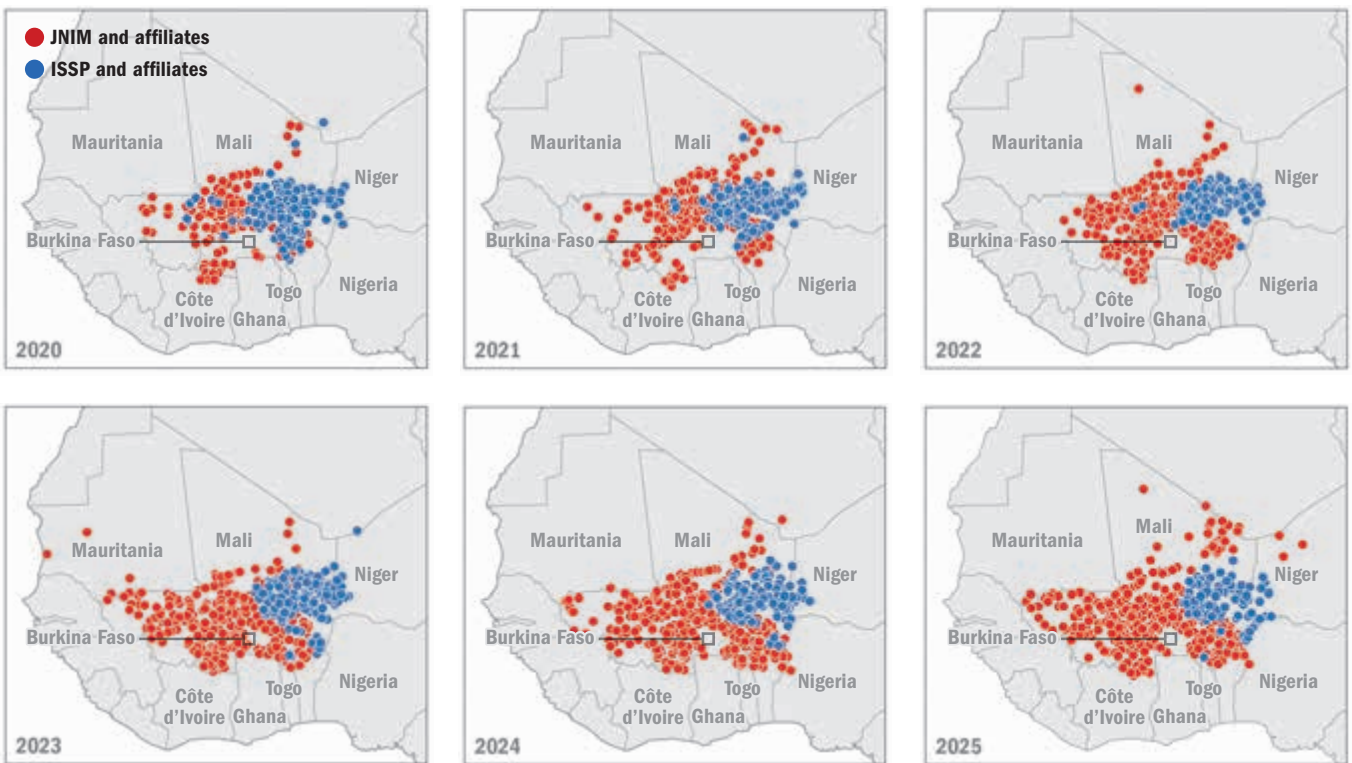 JNIM and affiliates
ISSP and affiliates
Mauritania
Mali
Niger
Burkina Faso
Nigeria
Togo
Côte
d'Ivoire
Ghana
2020
Mauritania
Mali
Niger
Burkina Faso
Nigeria
Togo
Côte
d'Ivoire
Ghana
2021
Mauritania
Mali
Niger
Burkina Faso
Nigeria
Togo
Côte
d'Ivoire
Ghana
2022
Mauritania
Mali
Niger
Burkina Faso
Nigeria
Togo
Côte
d'Ivoire
Ghana
2023
Mauritania
Mali
Niger
Burkina Faso
Nigeria
Togo
Côte
d'Ivoire
Ghana
2024
Mali
Mauritania
Niger
Burkina Faso
Nigeria
Togo
Côte
d'Ivoire
Ghana
2025